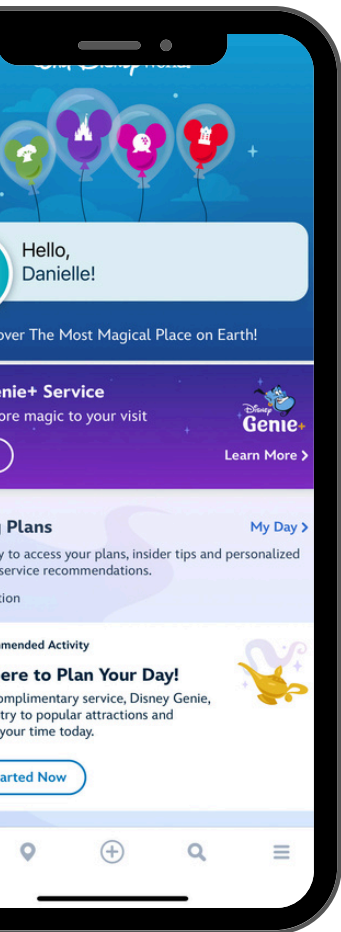 Hello,
Danielle!
over The Most Magical Place on Earth!
enie+ Service
ore magic to your visit
Disney
Genie+
Learn More >
Plans
My Day >
y to access your plans, insider tips and personalized
service recommendations.
tion
mmended Activity
ere to Plan Your Day!
omplimentary service, Disney Genie,
try to popular attractions and
your time today.
arted Now